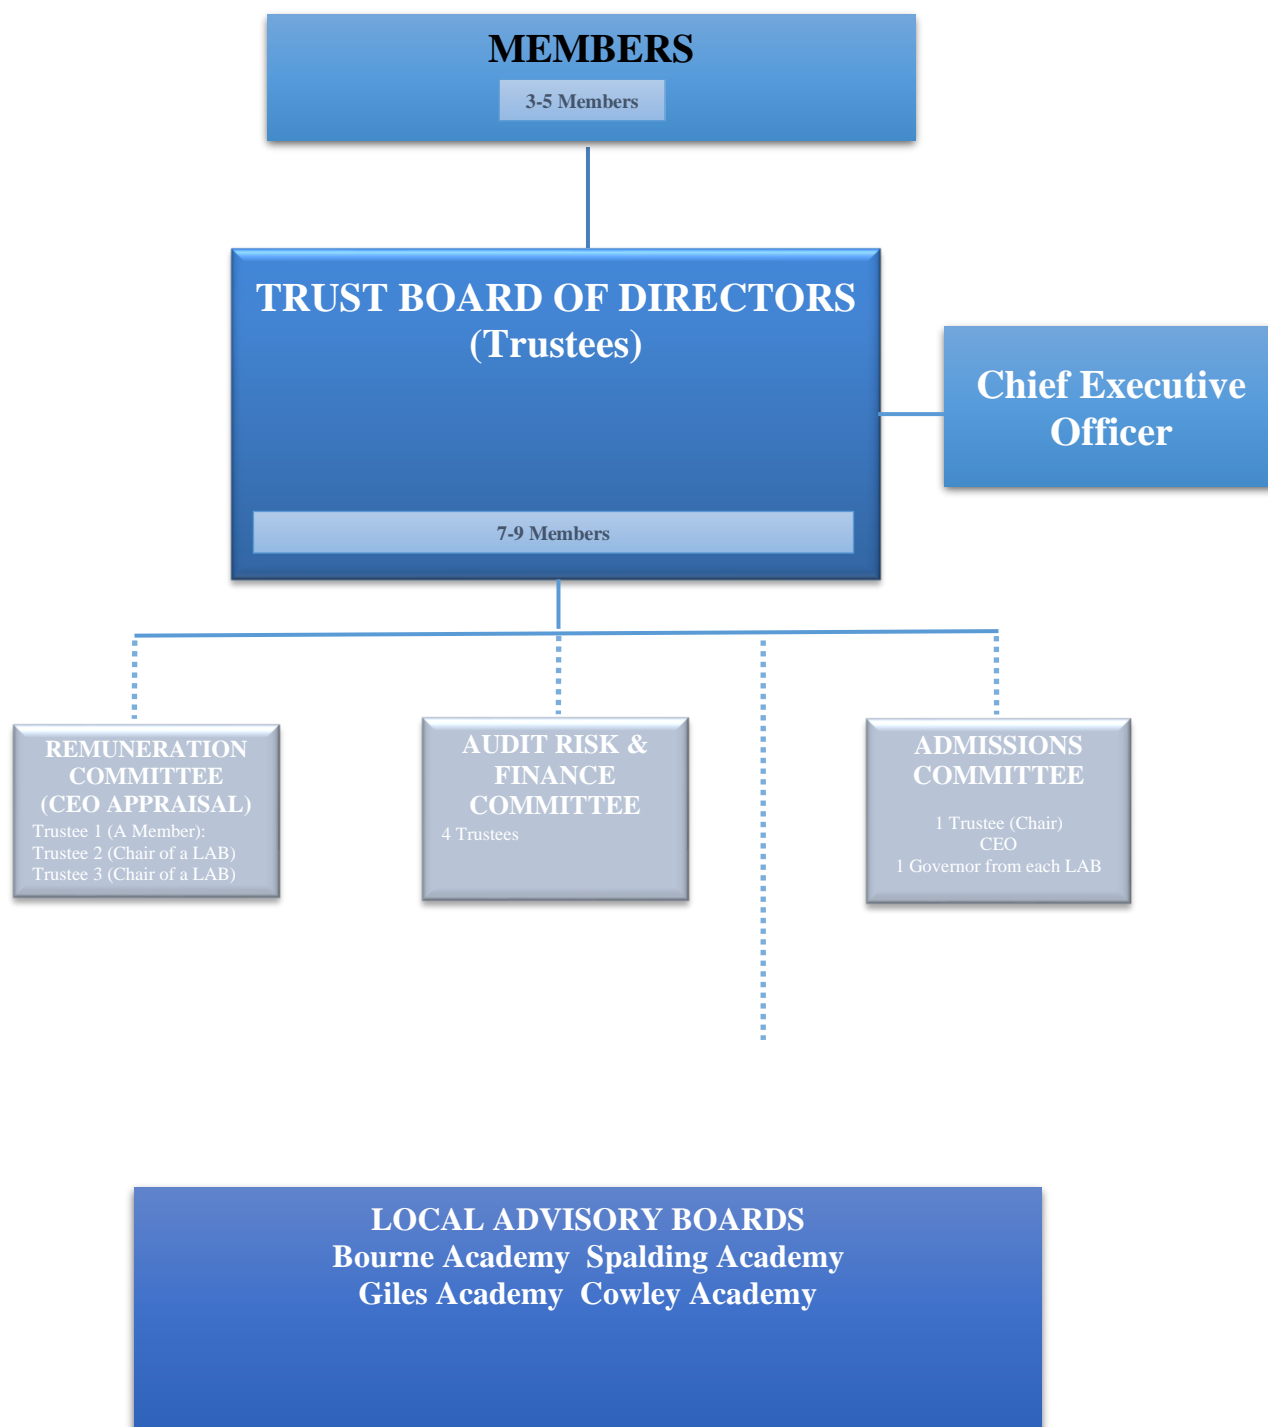 MEMBERS
3-5 Members
TRUST BOARD OF DIRECTORS
(Trustees)
Chief Executive
Officer
7-9 Members
REMUNERATION
COMMITTEE
(CEO APPRAISAL)
Trustee 1 (A Member):
Trustee 2 (Chair of a LAB)
Trustee 3 (Chair of a LAB)
AUDIT RISK &
FINANCE
COMMITTEE
4 Trustees
ADMISSIONS
COMMITTEE
1 Trustee (Chair)
CEO
1 Governor from each LAB
LOCAL ADVISORY BOARDS
Bourne Academy  Spalding Academy
Giles Academy  Cowley Academy